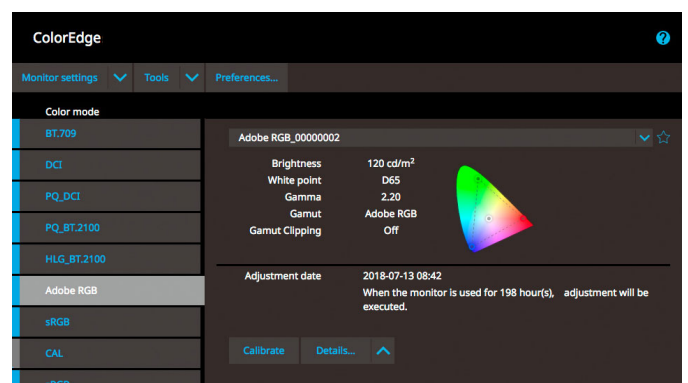 ColorEdge
?
Monitor settings Tools Preferences...
Color mode
BT.709
DCI
PQ_DCI
PQ_BT.2100
HLG_BT.2100
Adobe RGB
sRGB
CAL
Adobe RGB_00000002
Brightness 120 cd/m²
White point D65
Gamma 2.20
Gamut Adobe RGB
Gamut Clipping Off
Adjustment date 2018-07-13 08:42
When the monitor is used for 198 hour(s), adjustment will be
executed.
Calibrate Details...